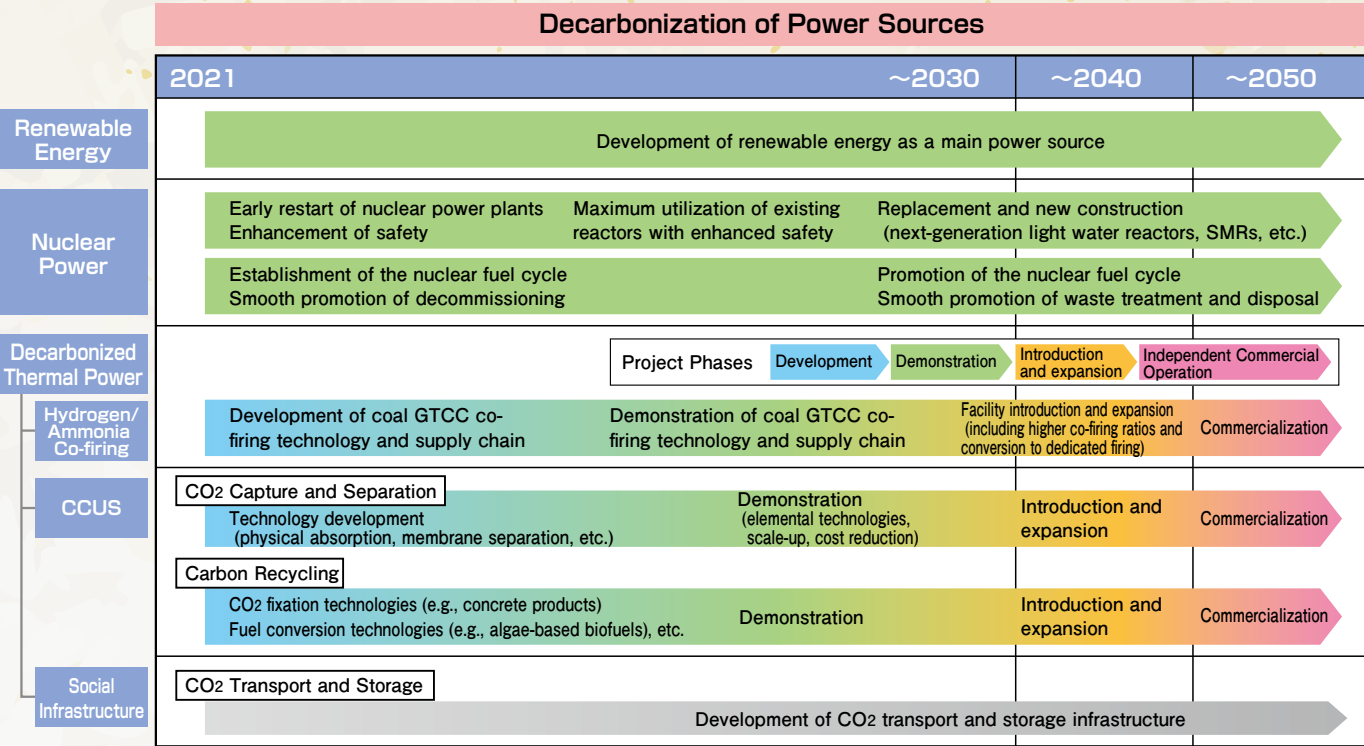 Decarbonization of Power Sources
2021
～2030
～2040
～2050
Renewable
Energy
Development of renewable energy as a main power source
Nuclear
Power
Early restart of nuclear power plants
Enhancement of safety
Maximum utilization of existing
reactors with enhanced safety
Replacement and new construction
(next-generation light water reactors, SMRs, etc.)
Establishment of the nuclear fuel cycle
Smooth promotion of decommissioning
Promotion of the nuclear fuel cycle
Smooth promotion of waste treatment and disposal
Decarbonized
Thermal Power
Project Phases
Development
Demonstration
Introduction
and expansion
Independent Commercial
Operation
Hydrogen/
Ammonia
Co-firing
Development of coal GTCC co-
firing technology and supply chain
Demonstration of coal GTCC co-
firing technology and supply chain
Facility introduction and expansion
(including higher co-firing ratios and
conversion to dedicated firing)
Commercialization
CCUS
CO2 Capture and Separation
Technology development
(physical absorption, membrane separation, etc.)
Demonstration
(elemental technologies,
scale-up, cost reduction)
Introduction and
expansion
Commercialization
Carbon Recycling
CO2 fixation technologies (e.g., concrete products)
Fuel conversion technologies (e.g., algae-based biofuels), etc.
Demonstration
Introduction and
expansion
Commercialization
Social
Infrastructure
CO2 Transport and Storage
Development of CO2 transport and storage infrastructure